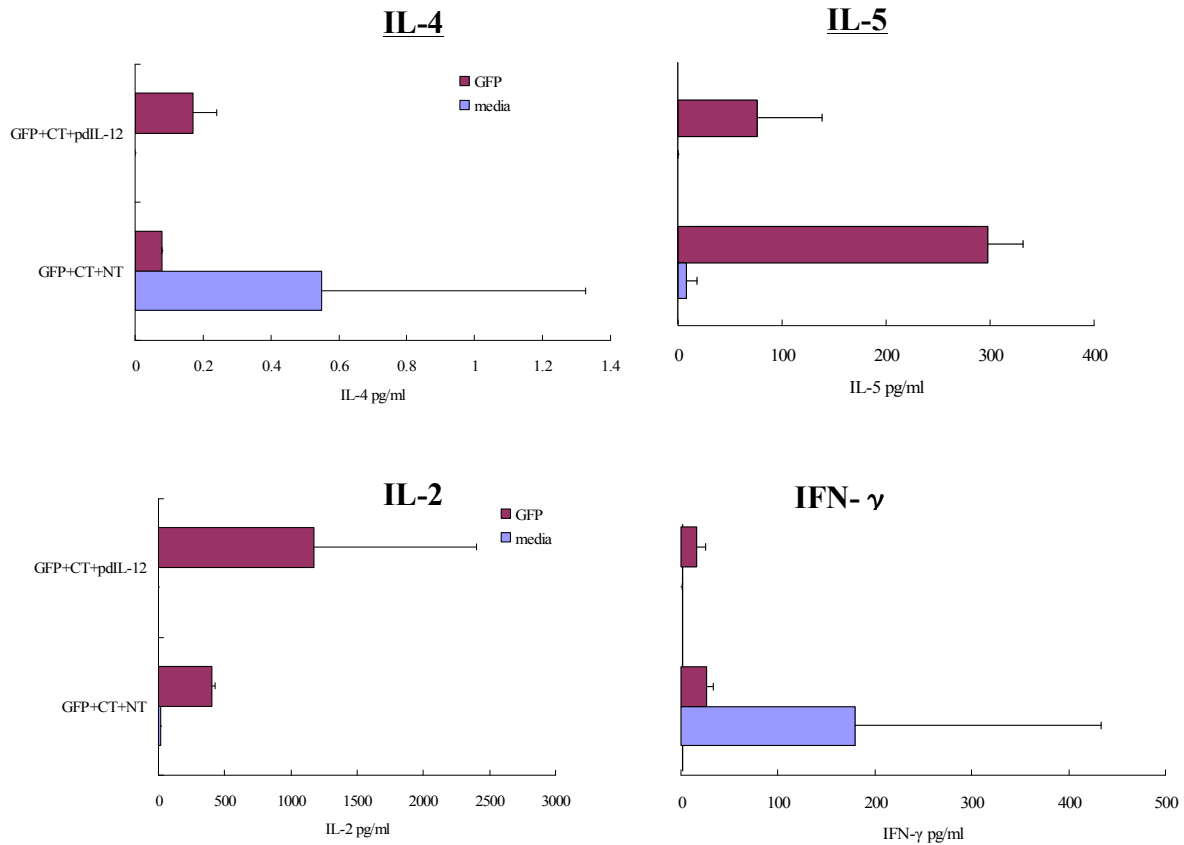 IL-4
GFP
media
GFP+CT+pdIL-12
GFP+CT+NT
0 0.2 0.4 0.6 0.8 1 1.2 1.4
IL-4 pg/ml
IL-5
0 100 200 300 400
IL-5 pg/ml
IL-2
GFP
media
GFP+CT+pdIL-12
GFP+CT+NT
0 500 1000 1500 2000 2500 3000
IL-2 pg/ml
IFN- γ
0 100 200 300 400 500
IFN-γ pg/ml